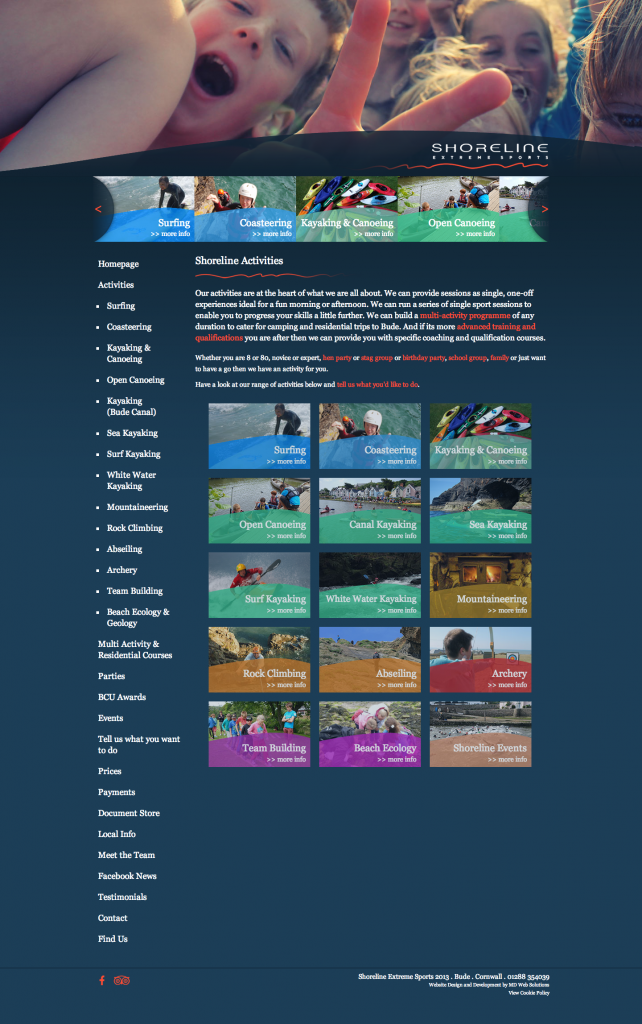 SHORELINE
EXTREME SPORTS
<
Surfing
>> more info
Coasteering
>> more info
Kayaking & Canoeing
>> more info
Open Canoeing
>> more info
>
Homepage
Activities
Surfing
Coasteering
Kayaking &
Canoeing
Open Canoeing
Kayaking
(Bude Canal)
Sea Kayaking
Surf Kayaking
White Water
Kayaking
Mountaineering
Rock Climbing
Abseiling
Archery
Team Building
Beach Ecology &
Geology
Multi Activity &
Residential Courses
Parties
BCU Awards
Events
Tell us what you want
to do
Prices
Payments
Document Store
Local Info
Meet the Team
Facebook News
Testimonials
Contact
Find Us
Shoreline Activities
Our activities are at the heart of what we are all about. We can provide sessions as single, one-off
experiences ideal for a fun morning or afternoon. We can run a series of single sport sessions to
enable you to progress your skills a little further. We can build a multi-activity programme of any
duration to cater for camping and residential trips to Bude. And if its more advanced training and
qualifications you are after then we can provide you with specific coaching and qualification courses.
Whether you are 8 or 80, novice or expert, hen party or stag group or birthday party, school group, family or just want
to have a go then we have an activity for you.
Have a look at our range of activities below and tell us what you'd like to do.
Surfing
>> more info
Coasteering
>> more info
Kayaking & Canoeing
>> more info
Open Canoeing
>> more info
Canal Kayaking
>> more info
Sea Kayaking
>> more info
Surf Kayaking
>> more info
White Water Kayaking
>> more info
Mountaineering
>> more info
Rock Climbing
>> more info
Abseiling
>> more info
Archery
>> more info
Team Building
>> more info
Beach Ecology
>> more info
Shoreline Events
>> more info
Shoreline Extreme Sports 2013 . Bude . Cornwall . 01288 354039
Website Design and Development by MD Web Solutions
View Cookie Policy